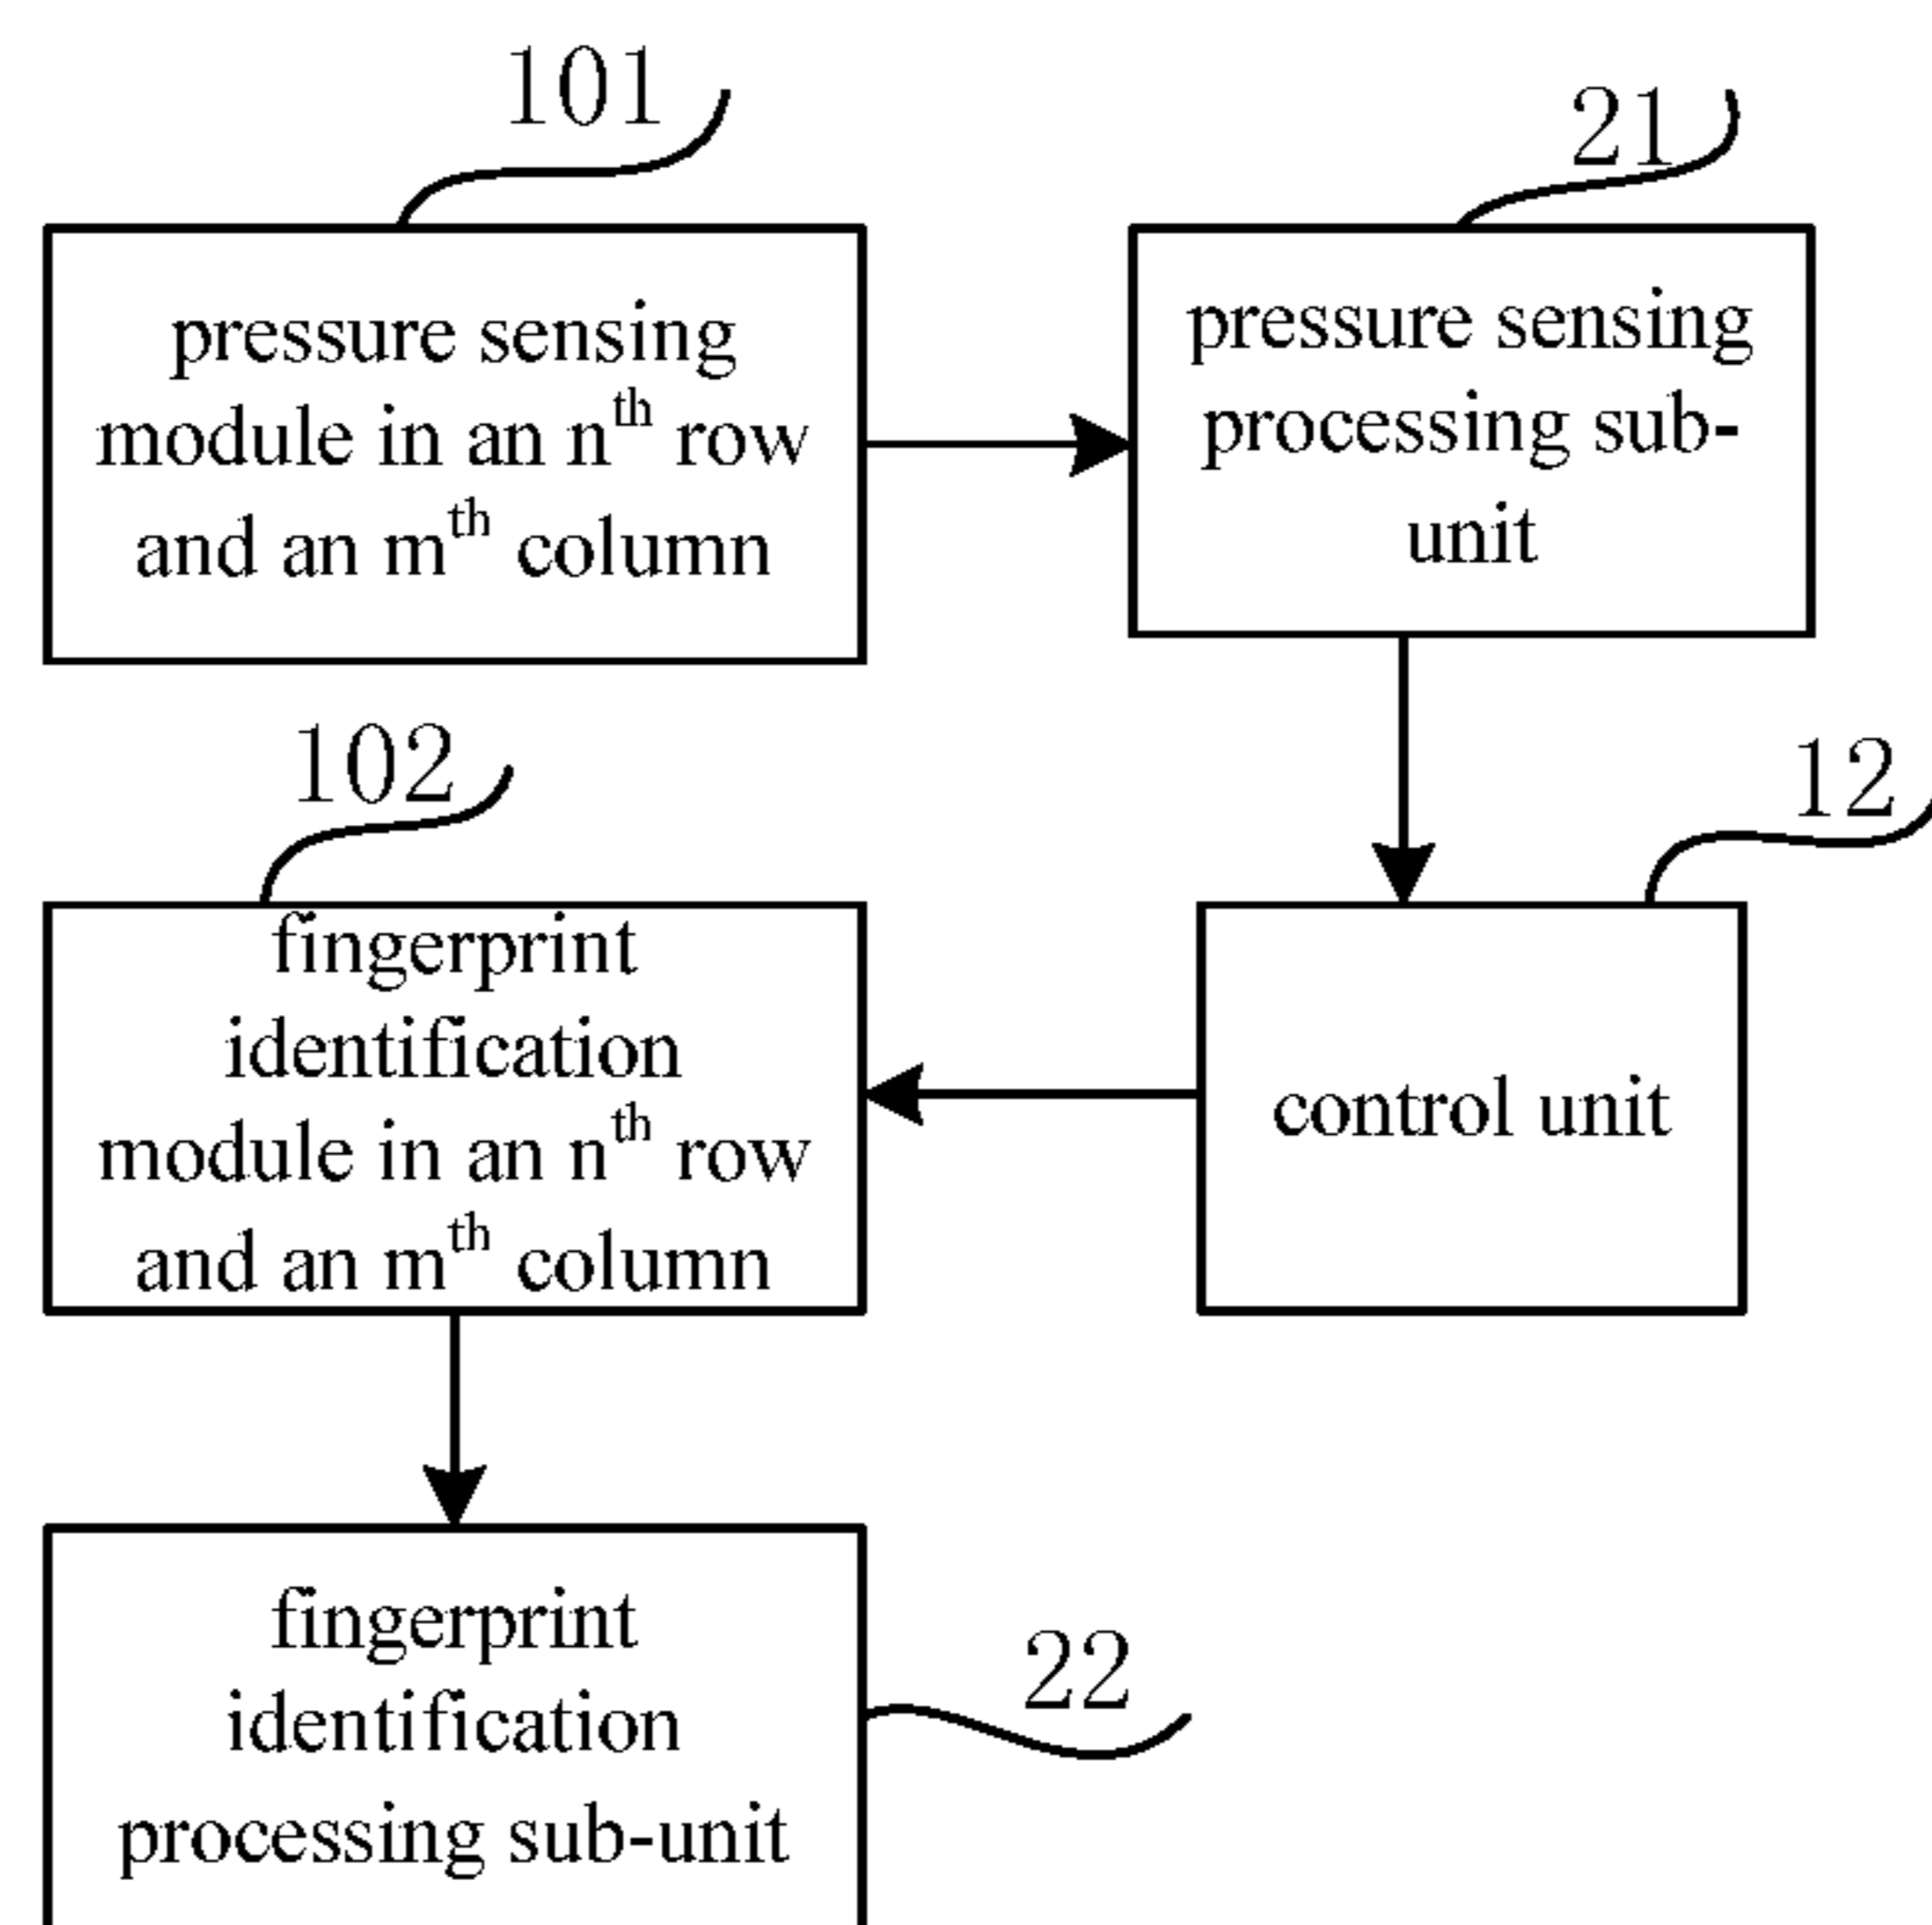 101
pressure sensing
module in an nth row
and an mth column
21
pressure sensing
processing sub-
unit
102
fingerprint
identification
module in an nth row
and an mth column
12
control unit
fingerprint
identification
processing sub-unit
22